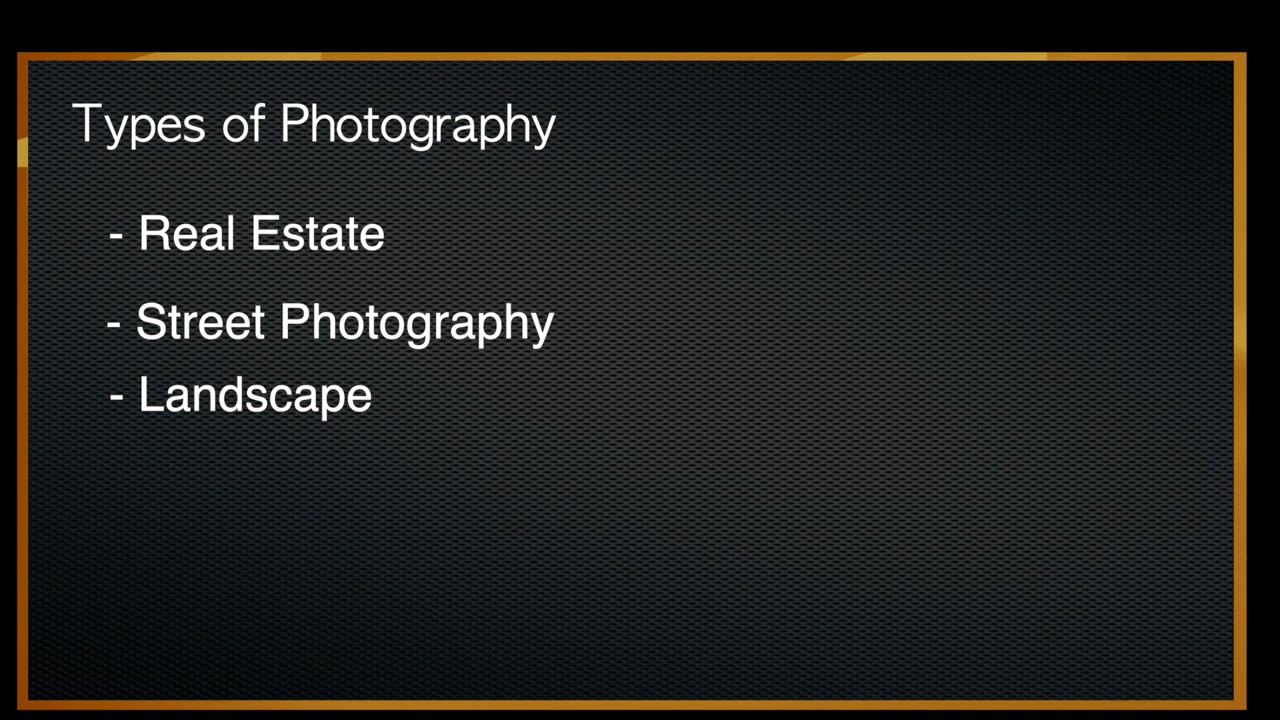 Types of Photography
- Real Estate
- Street Photography
- Landscape